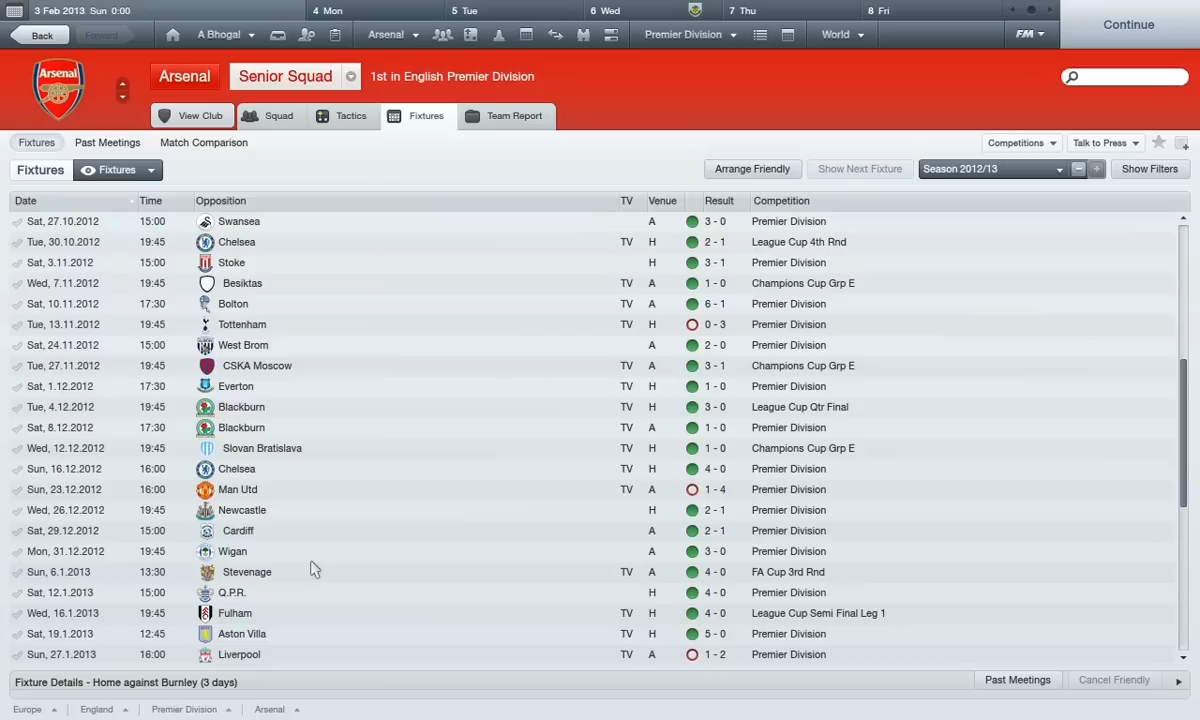 3 Feb 2013 Sun 0:00 4 Mon 5 Tue 6 Wed 7 Thu 8 Fri
Continue
Back Forward A Bhogal Arsenal Premier Division World FM
Arsenal Arsenal Senior Squad 1st in English Premier Division
View Club Squad Tactics Fixtures Team Report
Fixtures Past Meetings Match Comparison Competitions Talk to Press
Fixtures Fixtures Arrange Friendly Show Next Fixture Season 2012/13 Show Filters
Date Time Opposition TV Venue Result Competition
Sat, 27.10.2012 15:00 Swansea A 3 - 0 Premier Division
Tue, 30.10.2012 19:45 Chelsea TV H 2 - 1 League Cup 4th Rnd
Sat, 3.11.2012 15:00 Stoke H 3 - 1 Premier Division
Wed, 7.11.2012 19:45 Besiktas TV A 1 - 0 Champions Cup Grp E
Sat, 10.11.2012 17:30 Bolton TV A 6 - 1 Premier Division
Tue, 13.11.2012 19:45 Tottenham TV H 0 - 3 Premier Division
Sat, 24.11.2012 15:00 West Brom A 2 - 0 Premier Division
Tue, 27.11.2012 19:45 CSKA Moscow TV A 3 - 1 Champions Cup Grp E
Sat, 1.12.2012 17:30 Everton TV H 1 - 0 Premier Division
Tue, 4.12.2012 19:45 Blackburn TV H 3 - 0 League Cup Qtr Final
Sat, 8.12.2012 17:30 Blackburn TV A 1 - 0 Premier Division
Wed, 12.12.2012 19:45 Slovan Bratislava TV H 1 - 0 Champions Cup Grp E
Sun, 16.12.2012 16:00 Chelsea TV H 4 - 0 Premier Division
Sun, 23.12.2012 16:00 Man Utd TV A 1 - 4 Premier Division
Wed, 26.12.2012 19:45 Newcastle H 2 - 1 Premier Division
Sat, 29.12.2012 15:00 Cardiff A 2 - 1 Premier Division
Mon, 31.12.2012 19:45 Wigan A 3 - 0 Premier Division
Sun, 6.1.2013 13:30 Stevenage TV A 4 - 0 FA Cup 3rd Rnd
Sat, 12.1.2013 15:00 Q.P.R. H 4 - 0 Premier Division
Wed, 16.1.2013 19:45 Fulham TV H 4 - 0 League Cup Semi Final Leg 1
Sat, 19.1.2013 12:45 Aston Villa TV H 5 - 0 Premier Division
Sun, 27.1.2013 16:00 Liverpool TV A 1 - 2 Premier Division
Fixture Details - Home against Burnley (3 days) Past Meetings Cancel Friendly
Europe England Premier Division Arsenal